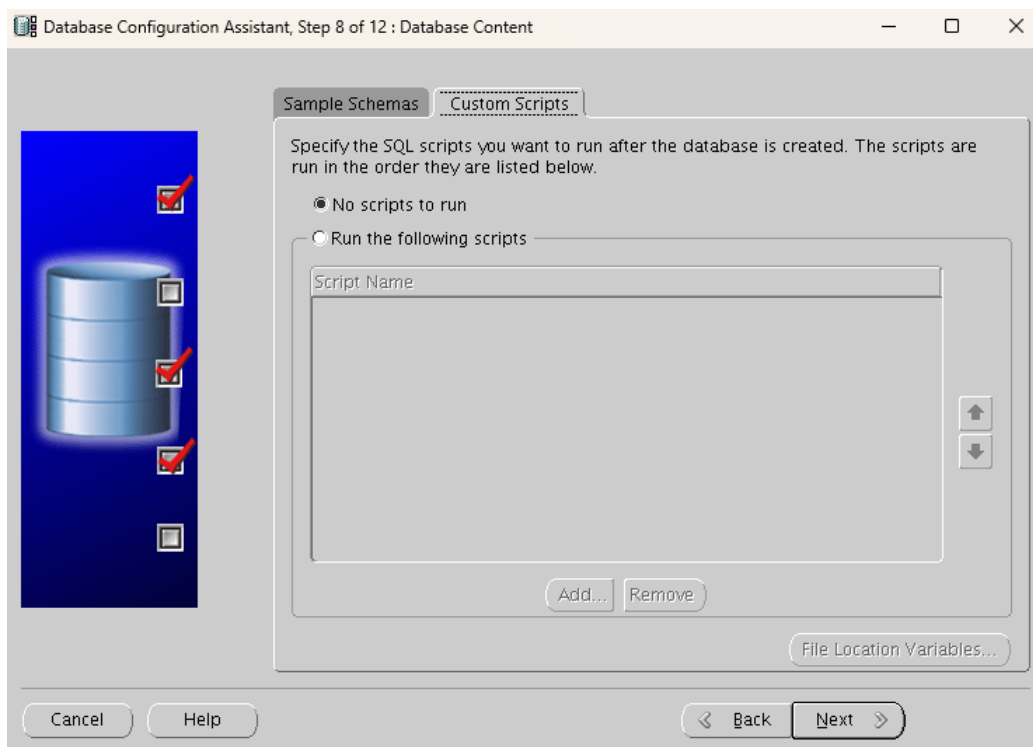 Database Configuration Assistant, Step 8 of 12 : Database Content
Sample Schemas
Custom Scripts
Specify the SQL scripts you want to run after the database is created. The scripts are
run in the order they are listed below.
No scripts to run
Run the following scripts
Script Name
Add...
Remove
File Location Variables...
Cancel
Help
Back
Next